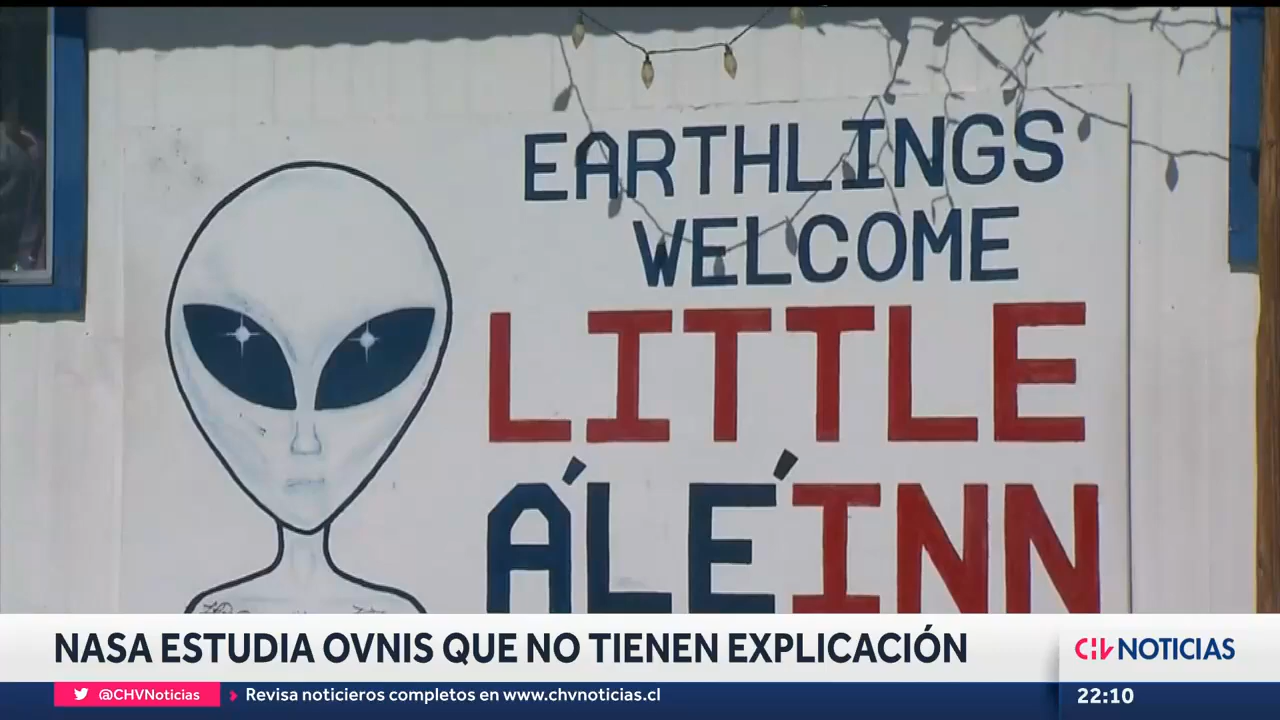 EARTHLINGS
WELCOME
LITTLE
A'LE'INN
NASA ESTUDIA OVNIS QUE NO TIENEN EXPLICACIÓN
CHV NOTICIAS
@CHVNoticias
Revisa noticieros completos en www.chvnoticias.cl
22:10